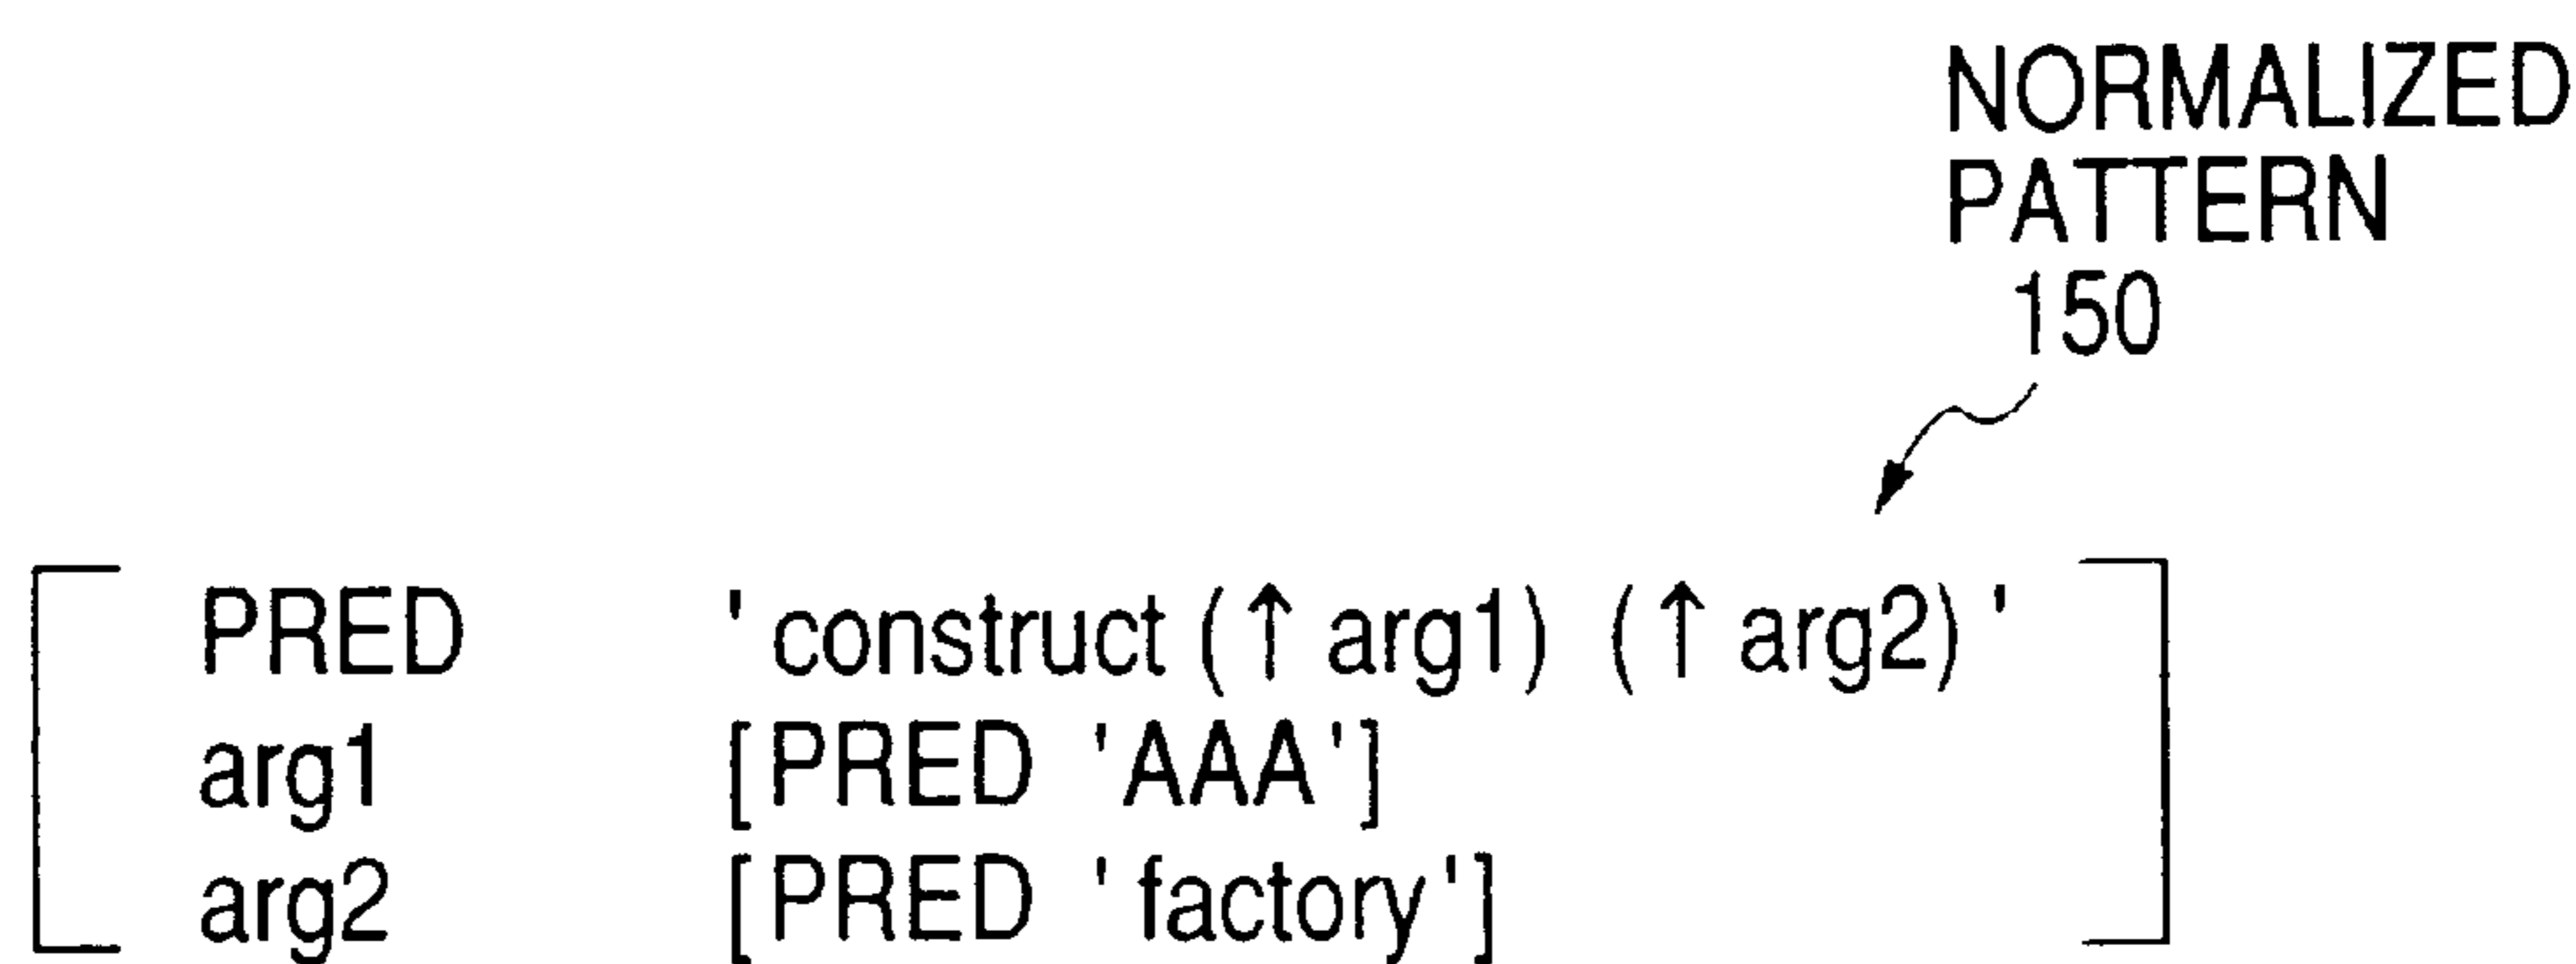 NORMALIZED
PATTERN
150
PRED ' construct (↑ arg1) (↑ arg2) '
arg1 [PRED 'AAA']
arg2 [PRED ' factory']